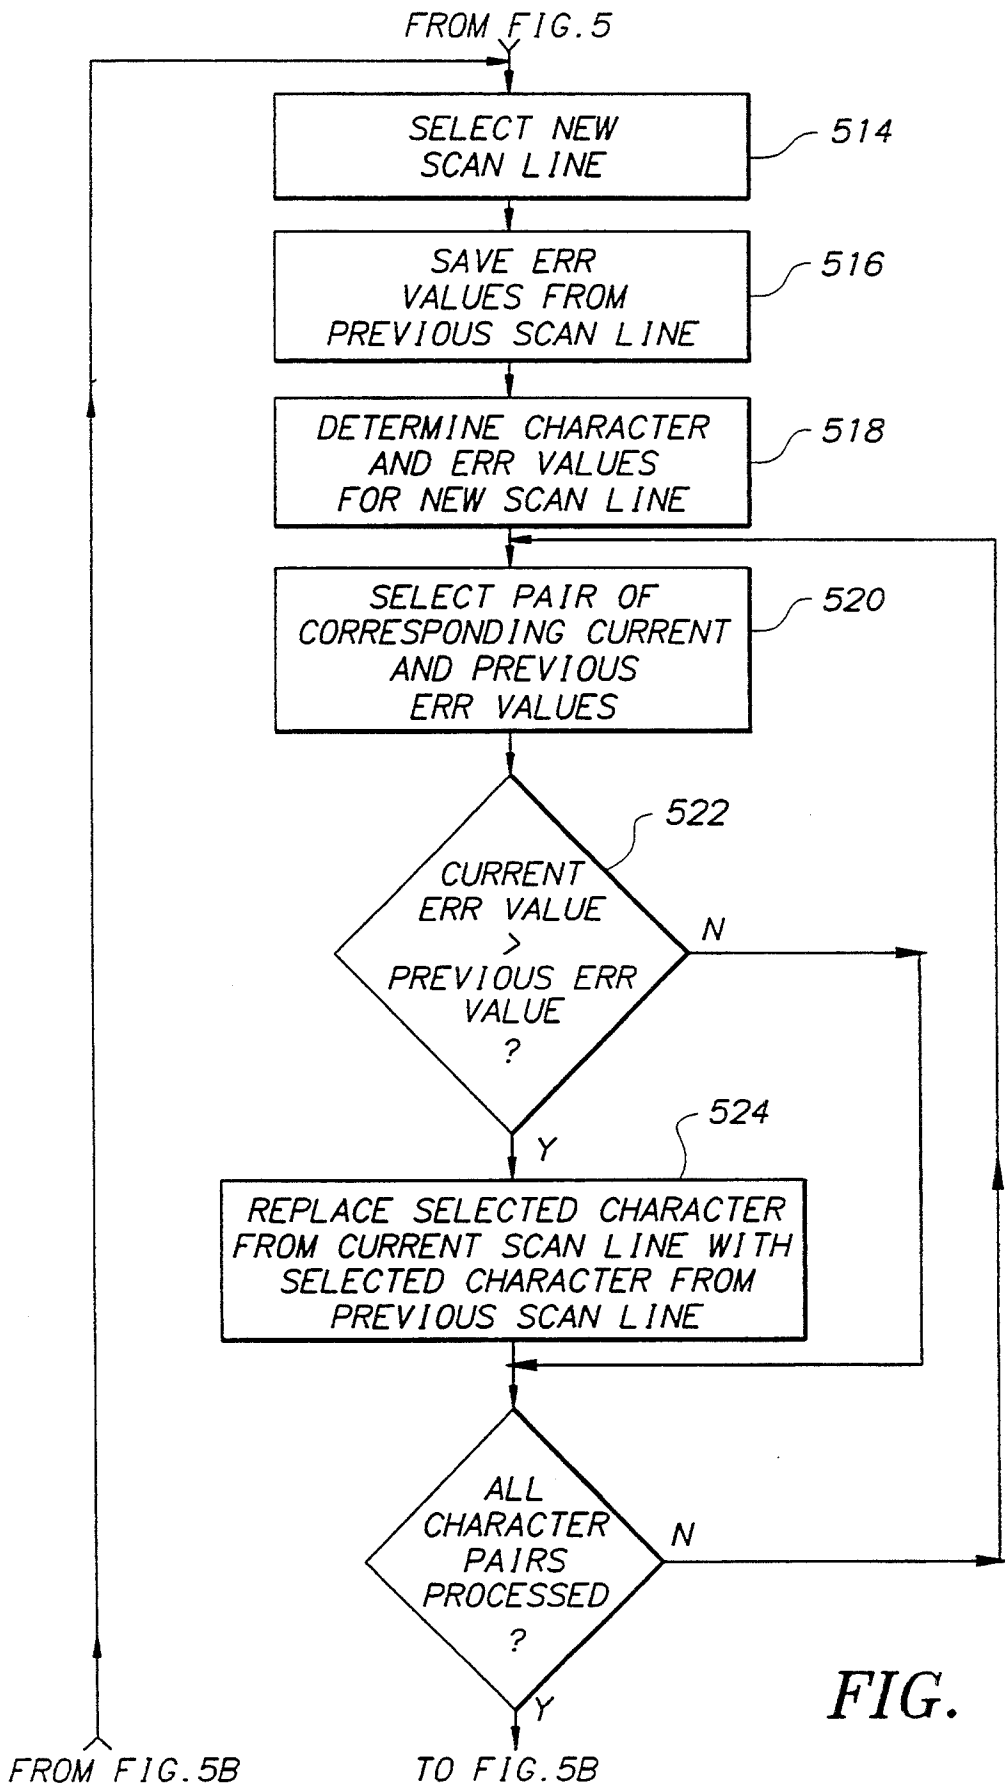 FROM FIG.5
SELECT NEW
SCAN LINE
514
SAVE ERR
VALUES FROM
PREVIOUS SCAN LINE
516
DETERMINE CHARACTER
AND ERR VALUES
FOR NEW SCAN LINE
518
SELECT PAIR OF
CORRESPONDING CURRENT
AND PREVIOUS
ERR VALUES
520
522
CURRENT
ERR VALUE
>
PREVIOUS ERR
VALUE
?
N
Y
524
REPLACE SELECTED CHARACTER
FROM CURRENT SCAN LINE WITH
SELECTED CHARACTER FROM
PREVIOUS SCAN LINE
ALL
CHARACTER
PAIRS
PROCESSED
?
N
Y
FIG.
FROM FIG.5B
TO FIG.5B